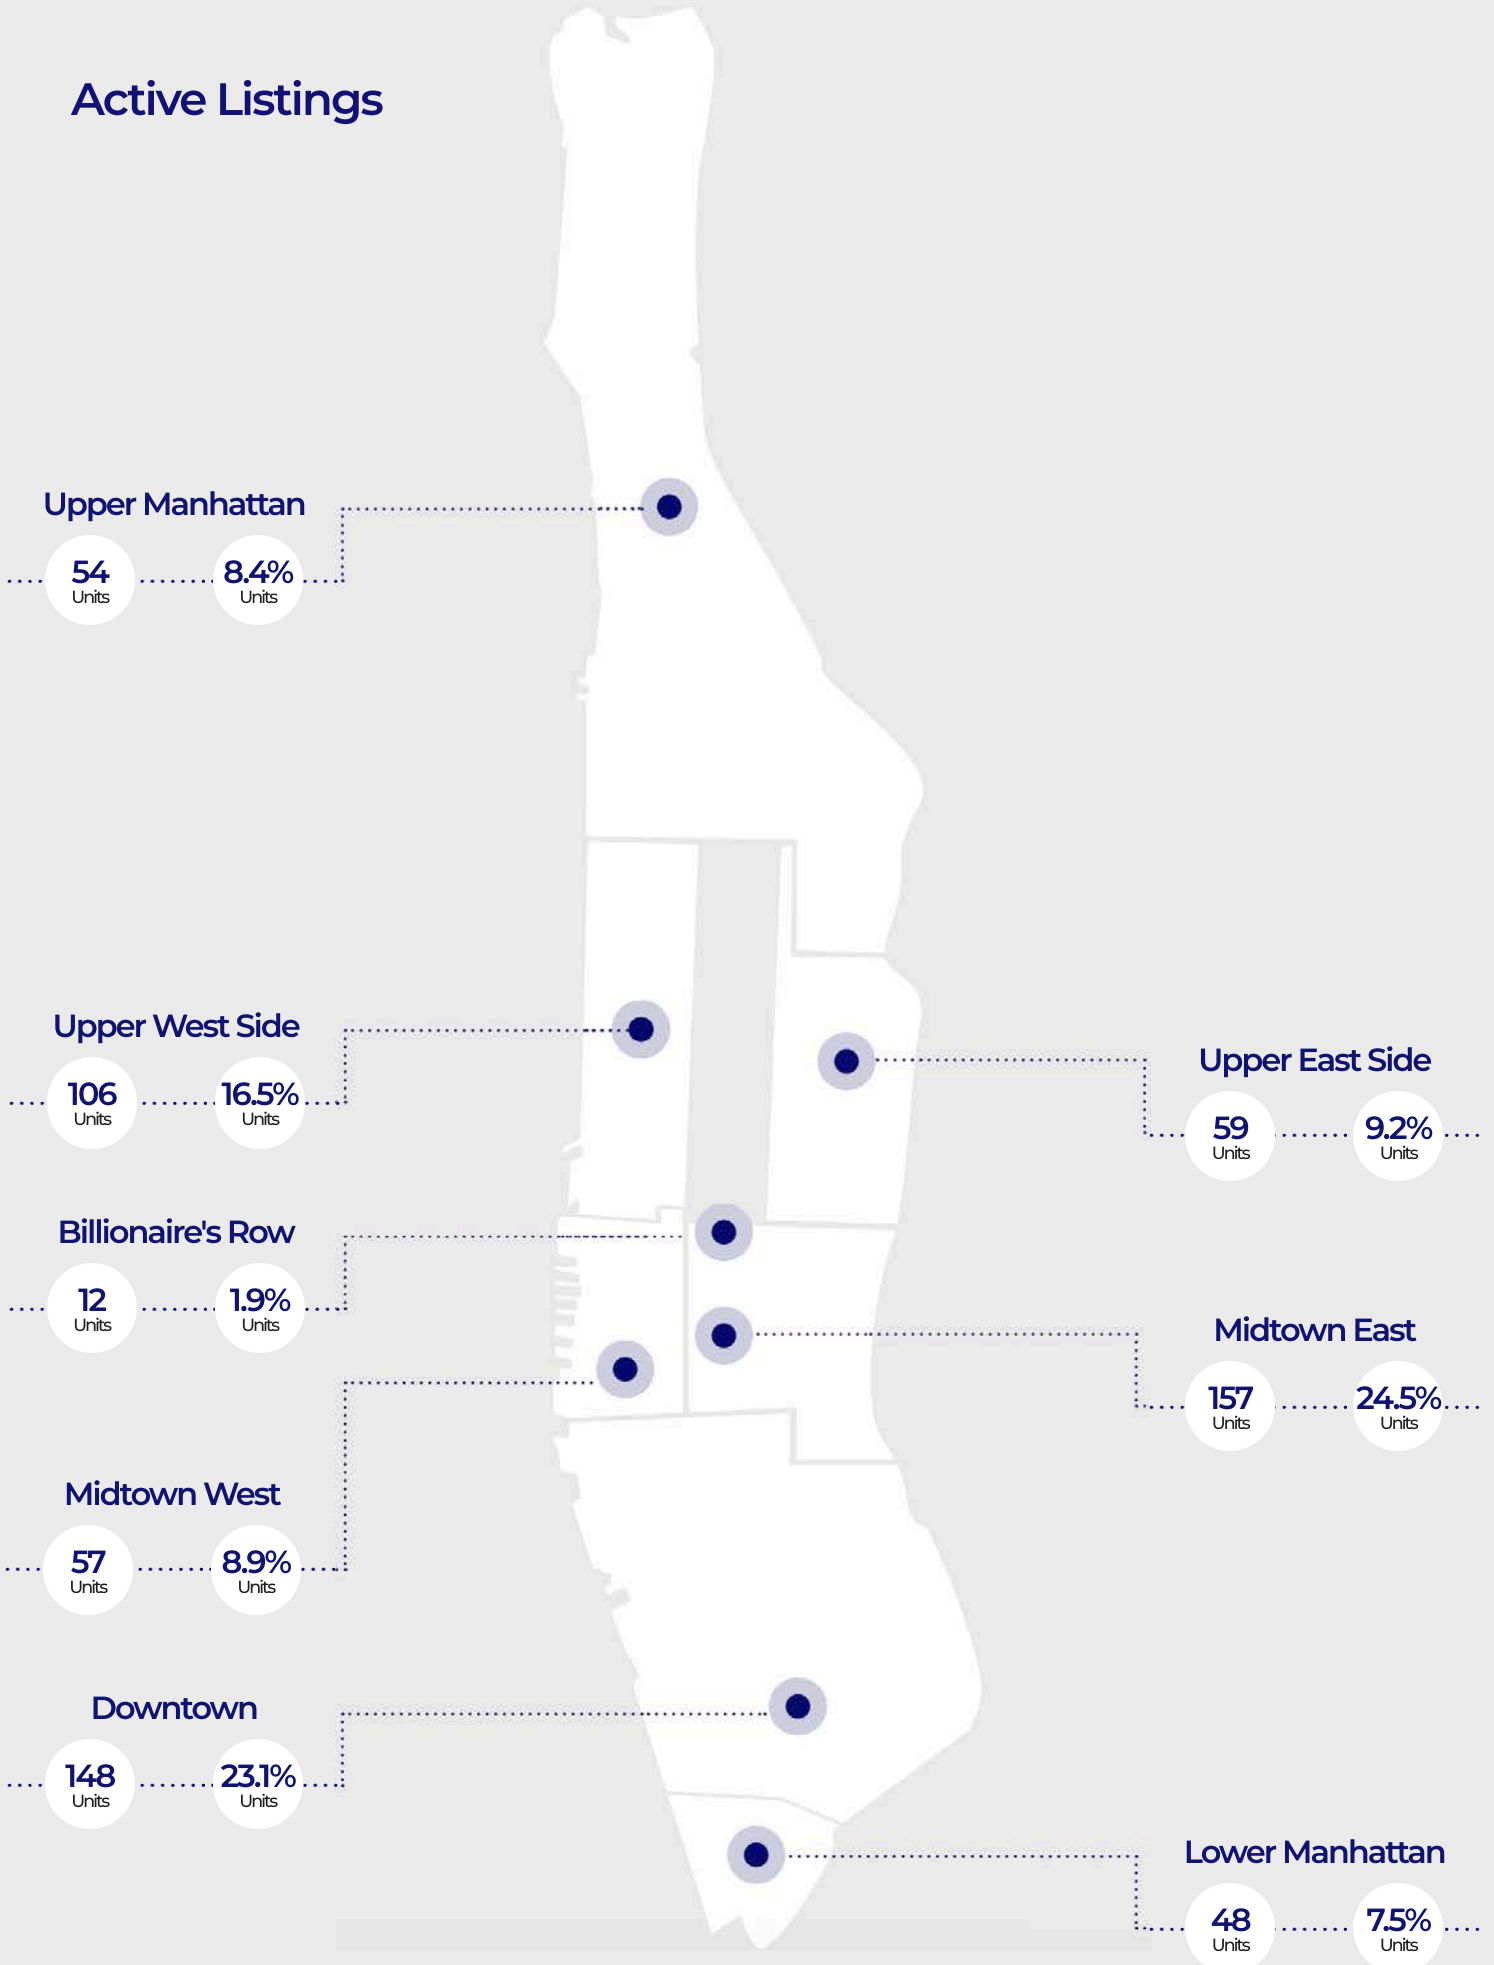 Active Listings
Upper Manhattan
54 8.4%
Units Units
Upper West Side
106 16.5%
Units Units
Upper East Side
59 9.2%
Units Units
Billionaire's Row
12 1.9%
Units Units
Midtown East
157 24.5%
Units Units
Midtown West
57 8.9%
Units Units
Downtown
148 23.1%
Units Units
Lower Manhattan
48 7.5%
Units Units